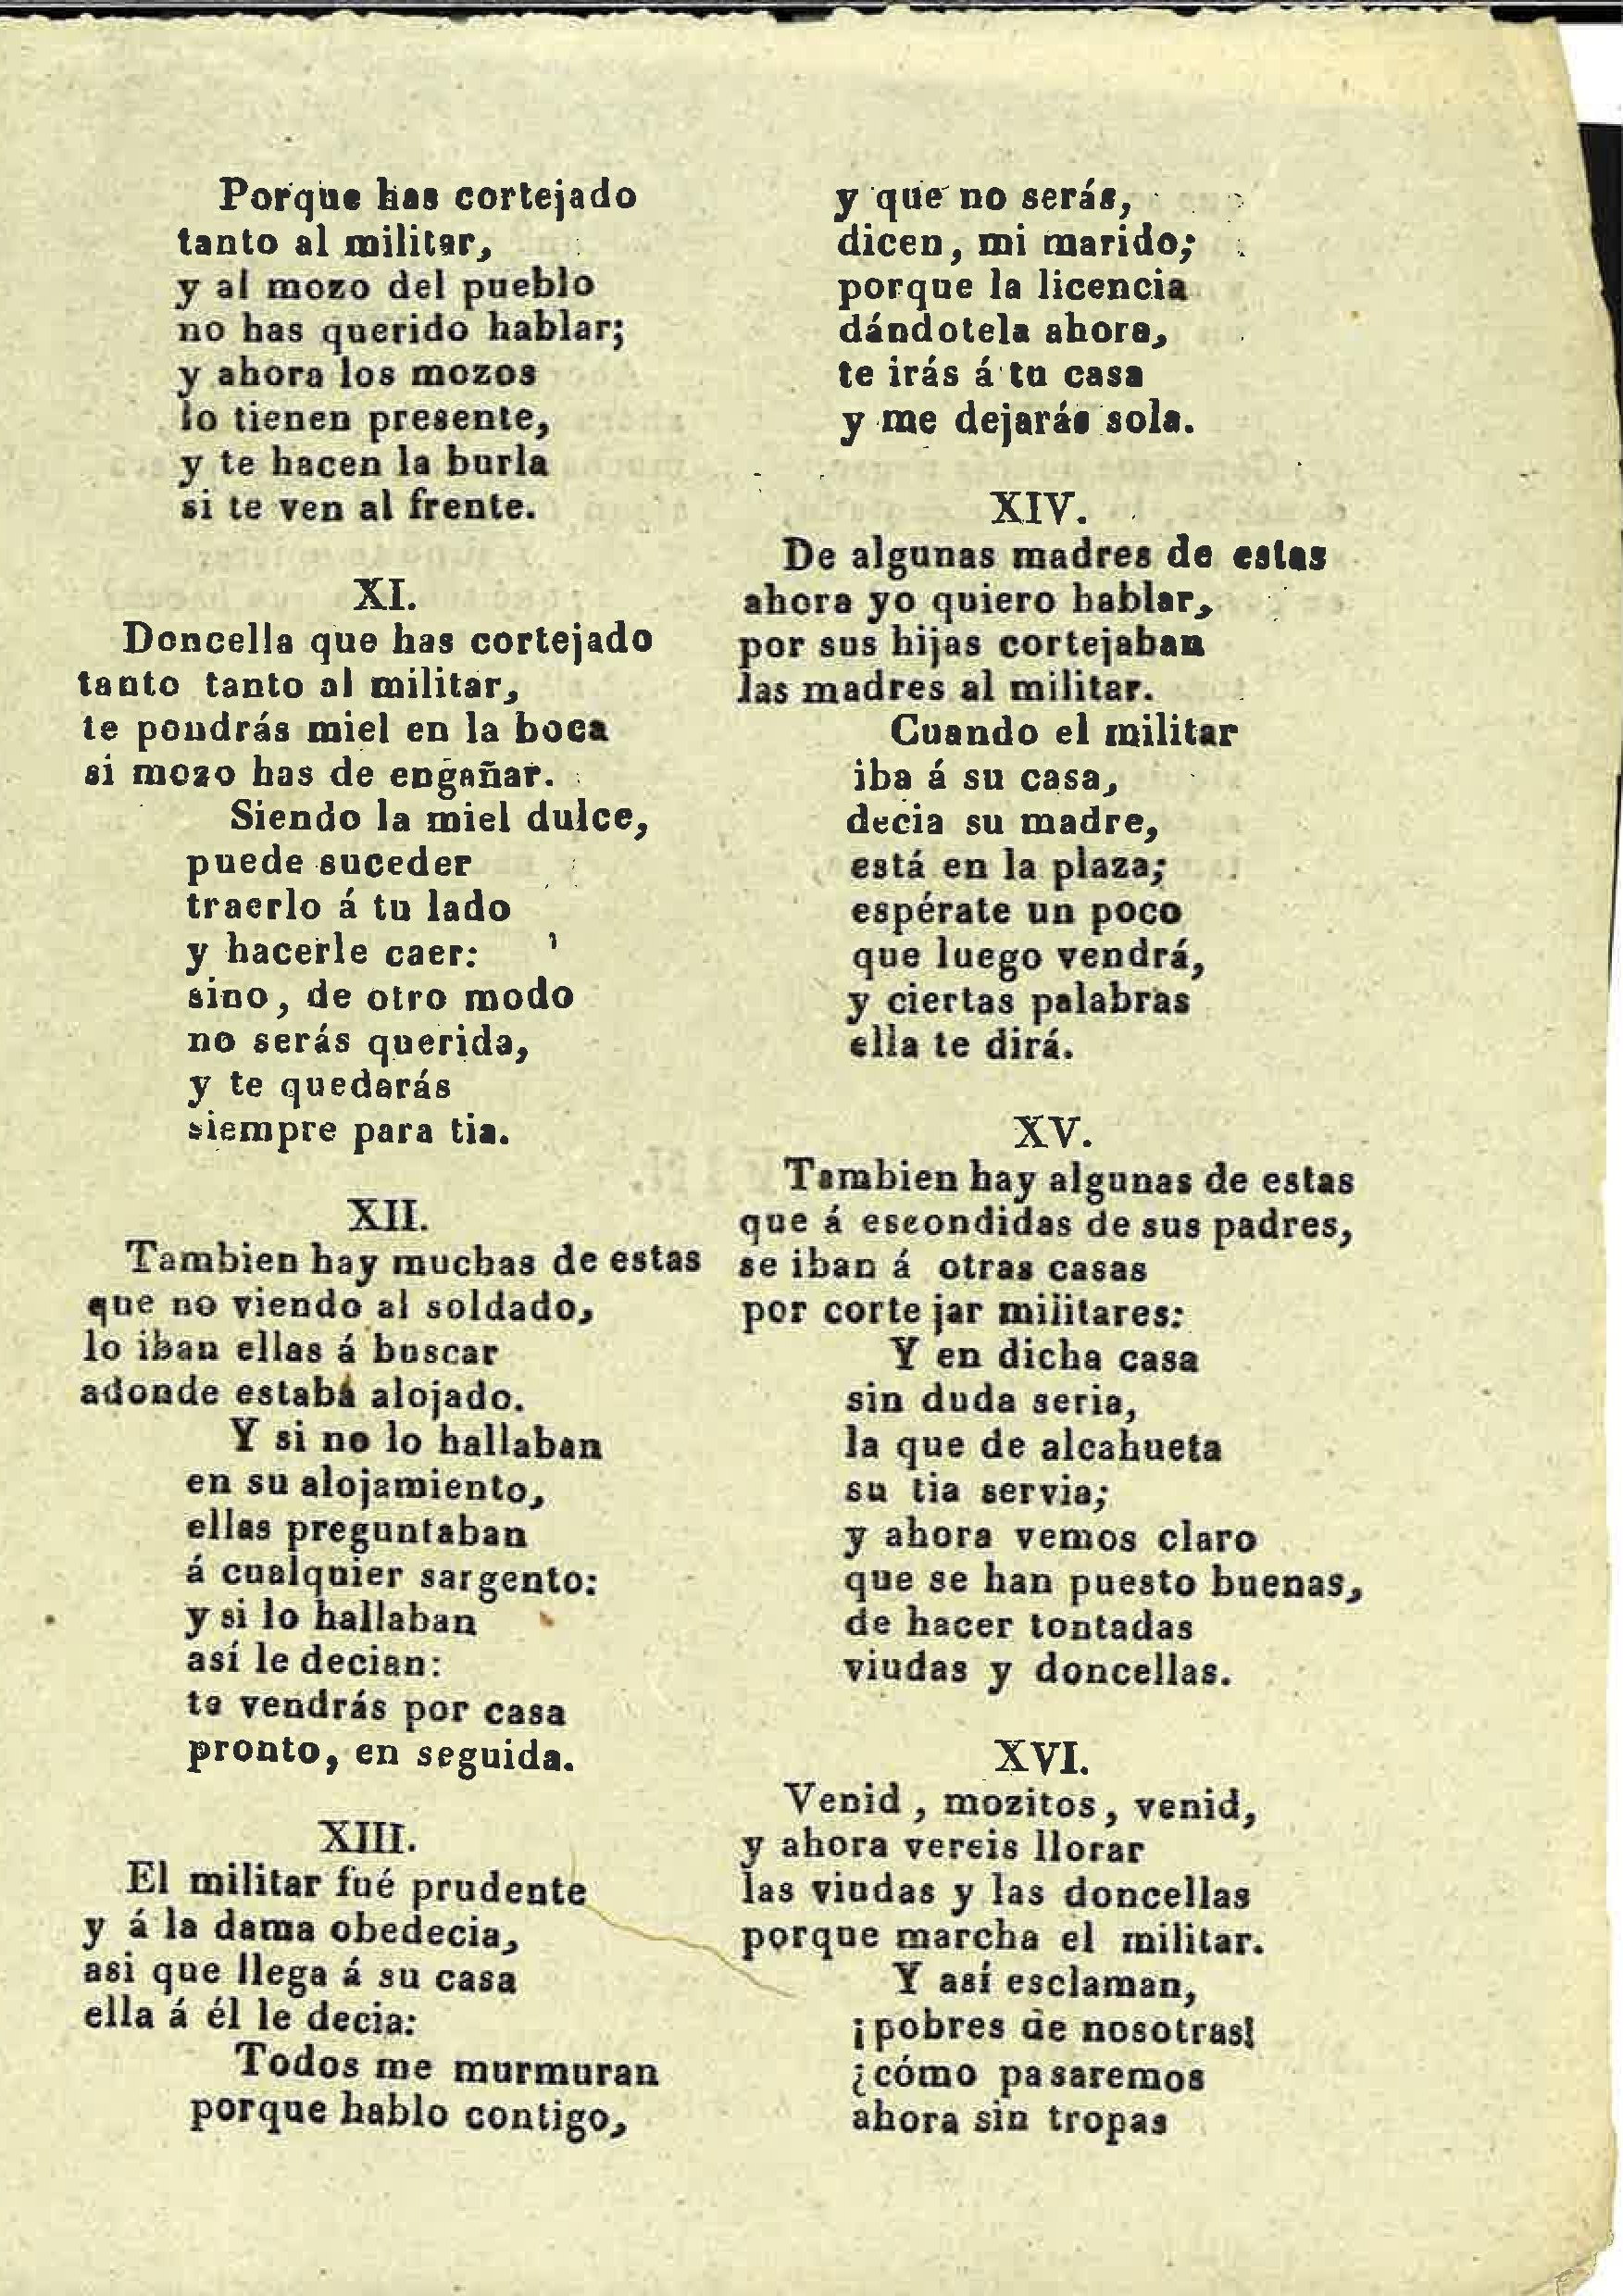 Porque has cortejado
tanto al militar,
y al mozo del pueblo
no has querido hablar;
y ahora los mozos
lo tienen presente,
y te hacen la burla
si te ven al frente.
XI.
Doncella que has cortejado
tanto tanto al militar,
te pondrás miel en la boca
si mozo has de engañar.
Siendo la miel dulce,
puede suceder
traerlo á tu lado
y hacerle caer:
sino, de otro modo
no serás querida,
y te quedarás
siempre para tia.
XII.
Tambien hay muchas de estas
que no viendo al soldado,
lo iban ellas á buscar
adonde estaba alojado.
Y si no lo hallaban
en su alojamiento,
ellas preguntaban
á cualquier sargento:
y si lo hallaban
así le decian:
te vendrás por casa
pronto, en seguida.
XIII.
El militar fué prudente
y á la dama obedecia,
asi que llega á su casa
ella á él le decia:
Todos me murmuran
porque hablo contigo,
y que no serás,
dicen, mi marido;
porque la licencia
dándotela ahora,
te irás á tu casa
y me dejarás sola.
XIV.
De algunas madres de estas
ahora yo quiero hablar,
por sus hijas cortejaban
las madres al militar.
Cuando el militar
iba á su casa,
decia su madre,
está en la plaza;
espérate un poco
que luego vendrá,
y ciertas palabras
ella te dirá.
XV.
Tambien hay algunas de estas
que á escondidas de sus padres,
se iban á otras casas
por corte jar militares:
Y en dicha casa
sin duda seria,
la que de alcahueta
su tia servia;
y ahora vemos claro
que se han puesto buenas,
de hacer tontadas
viudas y doncellas.
XVI.
Venid, mozitos, venid,
y ahora vereis llorar
las viudas y las doncellas
porque marcha el militar.
Y así esclaman,
¡pobres de nosotras!
¿cómo pasaremos
ahora sin tropas